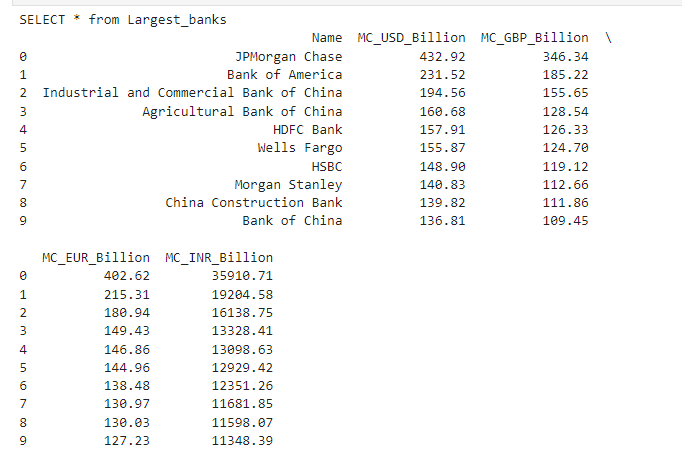 SELECT * from Largest_banks
Name MC_USD_Billion MC_GBP_Billion \
0 JPMorgan Chase 432.92 346.34
1 Bank of America 231.52 185.22
2 Industrial and Commercial Bank of China 194.56 155.65
3 Agricultural Bank of China 160.68 128.54
4 HDFC Bank 157.91 126.33
5 Wells Fargo 155.87 124.70
6 HSBC 148.90 119.12
7 Morgan Stanley 140.83 112.66
8 China Construction Bank 139.82 111.86
9 Bank of China 136.81 109.45
MC_EUR_Billion MC_INR_Billion
0 402.62 35910.71
1 215.31 19204.58
2 180.94 16138.75
3 149.43 13328.41
4 146.86 13098.63
5 144.96 12929.42
6 138.48 12351.26
7 130.97 11681.85
8 130.03 11598.07
9 127.23 11348.39